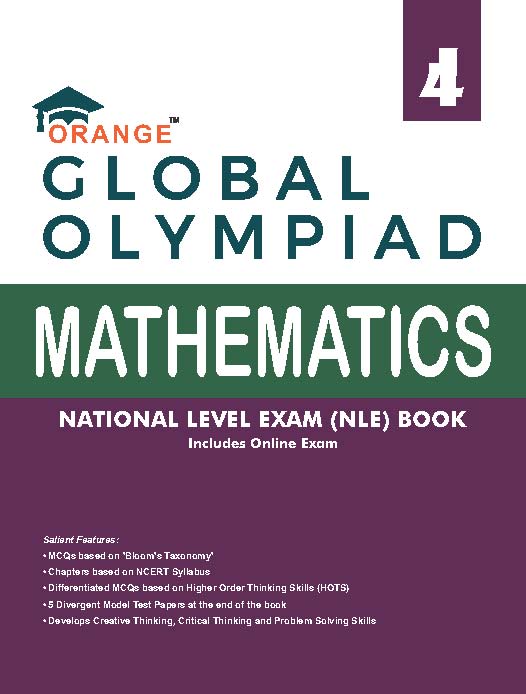 4
ORANGE™
GLOBAL
OLYMPIAD
MATHEMATICS
NATIONAL LEVEL EXAM (NLE) BOOK
Includes Online Exam
Salient Features:
• MCQs based on 'Bloom's Taxonomy'
• Chapters based on NCERT Syllabus
• Differentiated MCQs based on Higher Order Thinking Skills (HOTS)
• 5 Divergent Model Test Papers at the end of the book
• Develops Creative Thinking, Critical Thinking and Problem Solving Skills